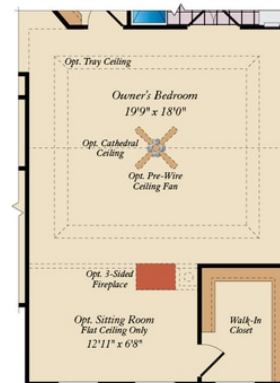 Opt. Tray Ceiling
Owner's Bedroom
19'9" x 18'0"
Opt. Cathedral
Ceiling
Opt. Pre-Wire
Ceiling Fan
Opt. 3-Sided
Fireplace
Opt. Sitting Room
Flat Ceiling Only
12'11" x 6'8"
Walk-In
Closet